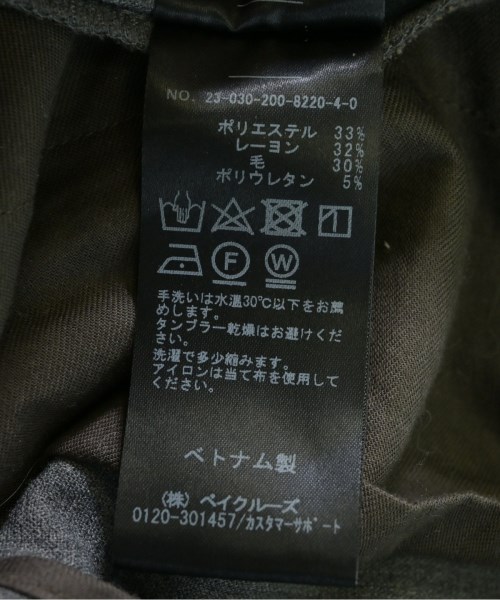 NO. 23-030-200-8220-4-0
ポリエステル 33%
レーヨン 32%
毛 30%
ポリウレタン 5%
F W
手洗いは水温30℃以下をお薦
めします。
タンブラー乾燥はお避けくだ
さい。
洗濯で多少縮みます。
アイロンは当て布を使用して
ください。
ベトナム製
(株) ベイクルーズ
0120-301457/カスタマーサポート